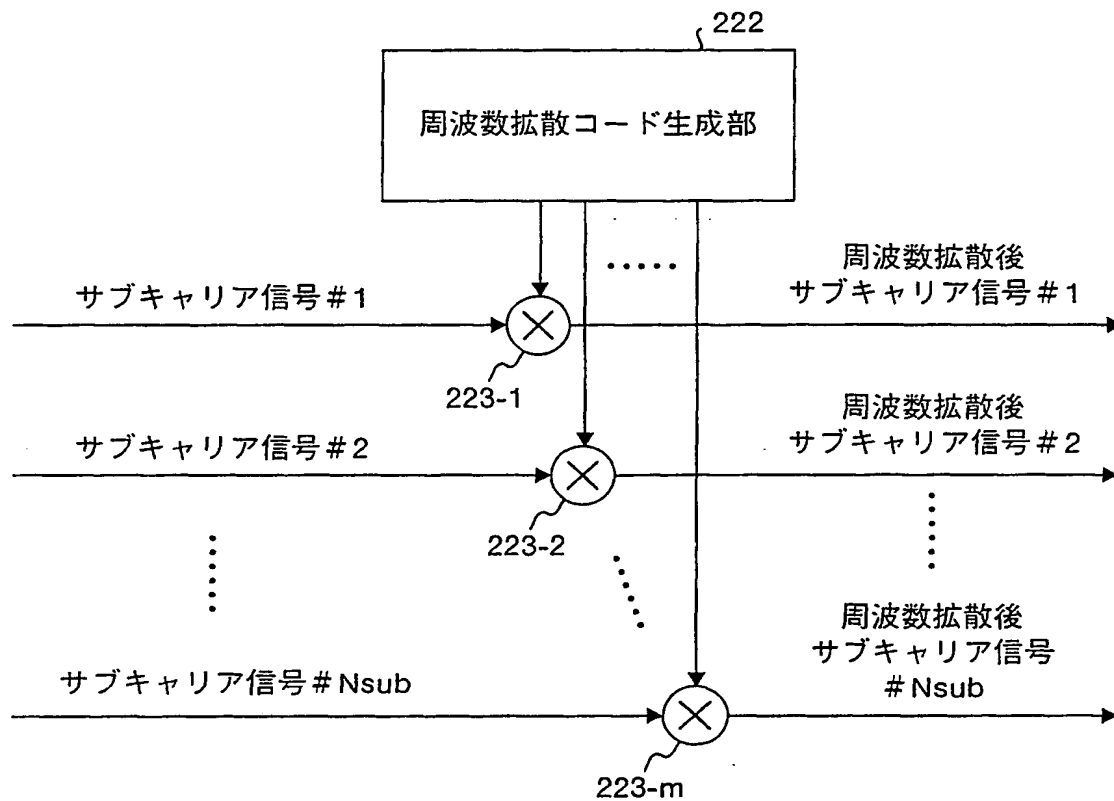 222
周波数拡散コード生成部
サブキャリア信号＃1
周波数拡散後
サブキャリア信号＃1
223-1
サブキャリア信号＃2
周波数拡散後
サブキャリア信号＃2
223-2
サブキャリア信号＃Nsub
周波数拡散後
サブキャリア信号
＃Nsub
223-m